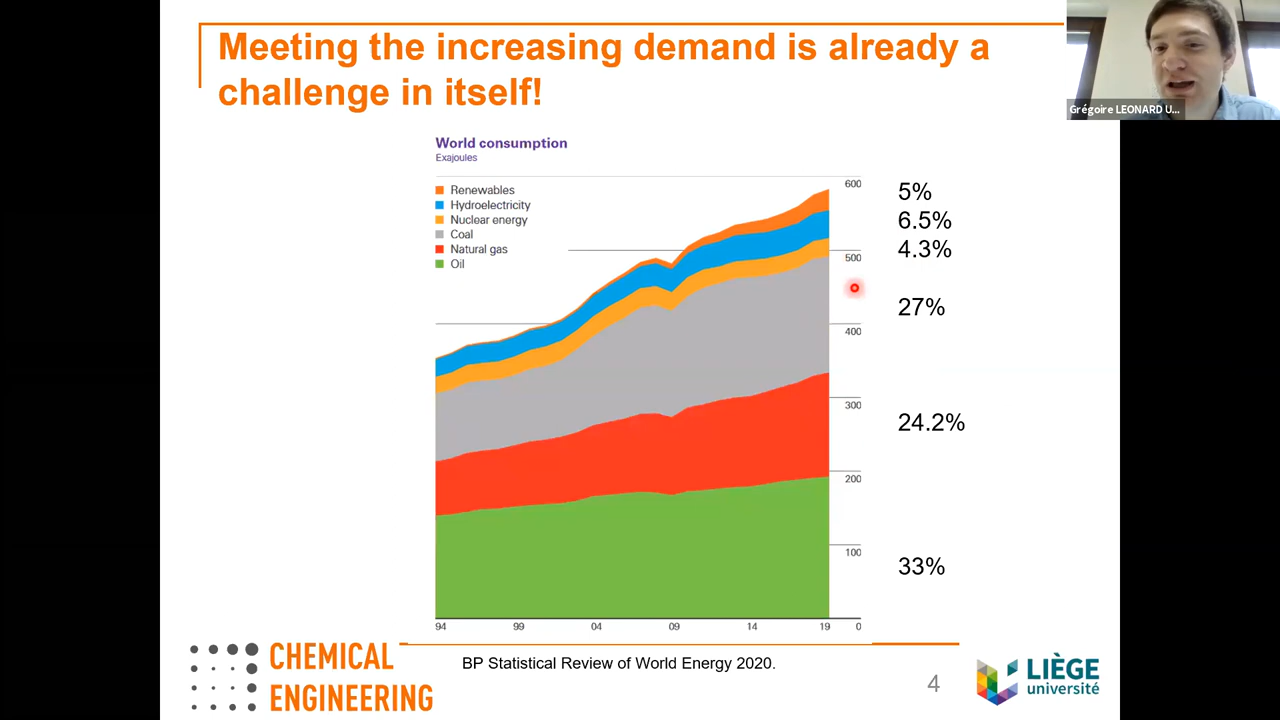 Meeting the increasing demand is already a
challenge in itself!
Grégoire LEONARD U...
World consumption
Exajoules
Renewables
Hydroelectricity
Nuclear energy
Coal
Natural gas
Oil
600
500
400
300
200
100
0
94
99
04
09
14
19
5%
6.5%
4.3%
27%
24.2%
33%
CHEMICAL
ENGINEERING
BP Statistical Review of World Energy 2020.
4
LIÈGE
université